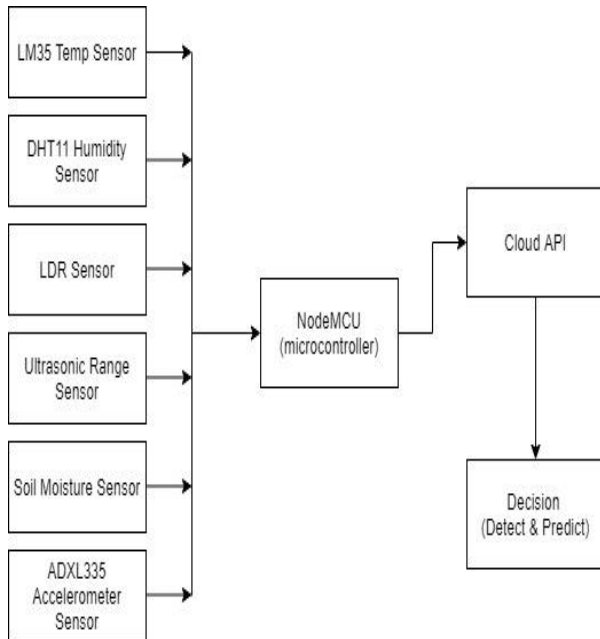 LM35 Temp Sensor
DHT11 Humidity
Sensor
LDR Sensor
Ultrasonic Range
Sensor
Soil Moisture Sensor
ADXL335
Accelerometer
Sensor
NodeMCU
(microcontroller)
Cloud API
Decision
(Detect & Predict)